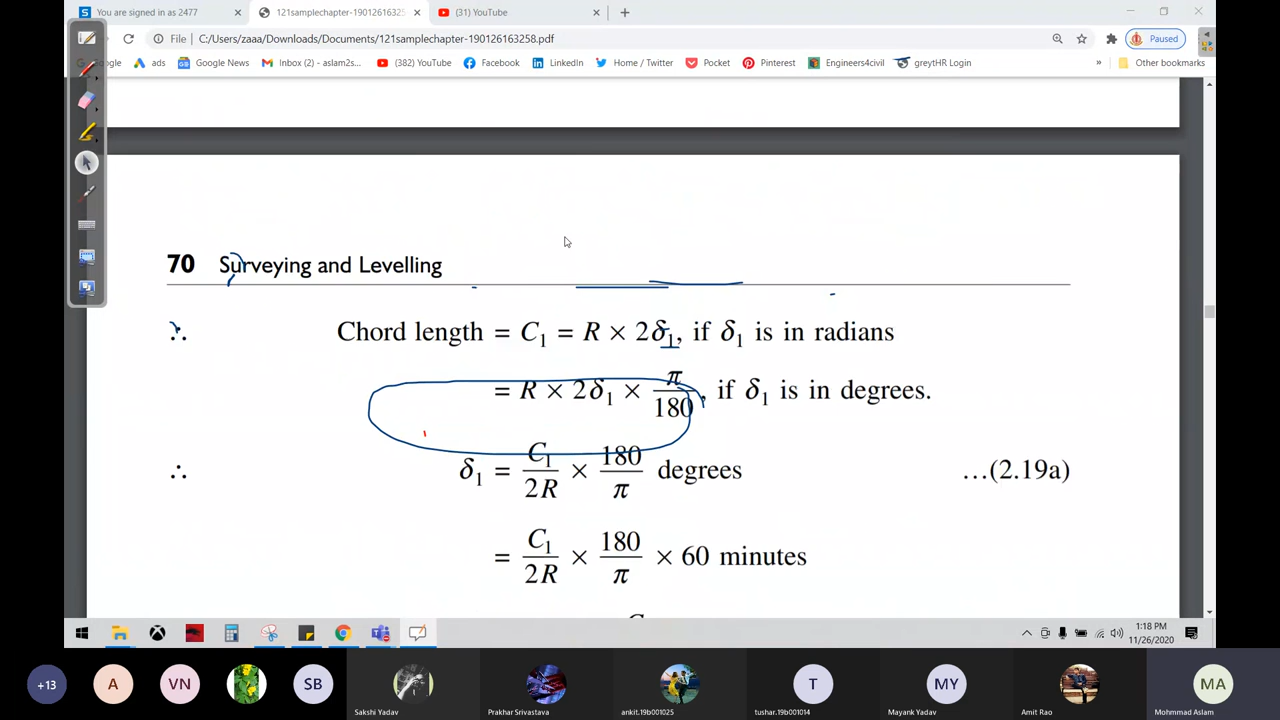 You are signed in as 2477
121samplechapter-19012616325
(31) YouTube
File
C:/Users/zaaa/Downloads/Documents/121samplechapter-190126163258.pdf
Paused
ogle
ads
Google News
Inbox (2) - aslam2s...
(382) YouTube
Facebook
LinkedIn
Home / Twitter
Pocket
Pinterest
Engineers4civil
greytHR Login
»
Other bookmarks
70 Surveying and Levelling
∴ Chord length = C₁ = R × 2δ₁, if δ₁ is in radians
= R × 2δ₁ × π/180, if δ₁ is in degrees.
∴ δ₁ = C₁/2R × 180/π degrees …(2.19a)
= C₁/2R × 180/π × 60 minutes
1:18 PM
11/26/2020
+13
A
VN
SB
T
MY
MA
Sakshi Yadav
Prakhar Srivastava
ankit.19b001025
tushar.19b001014
Mayank Yadav
Amit Rao
Mohmmad Aslam